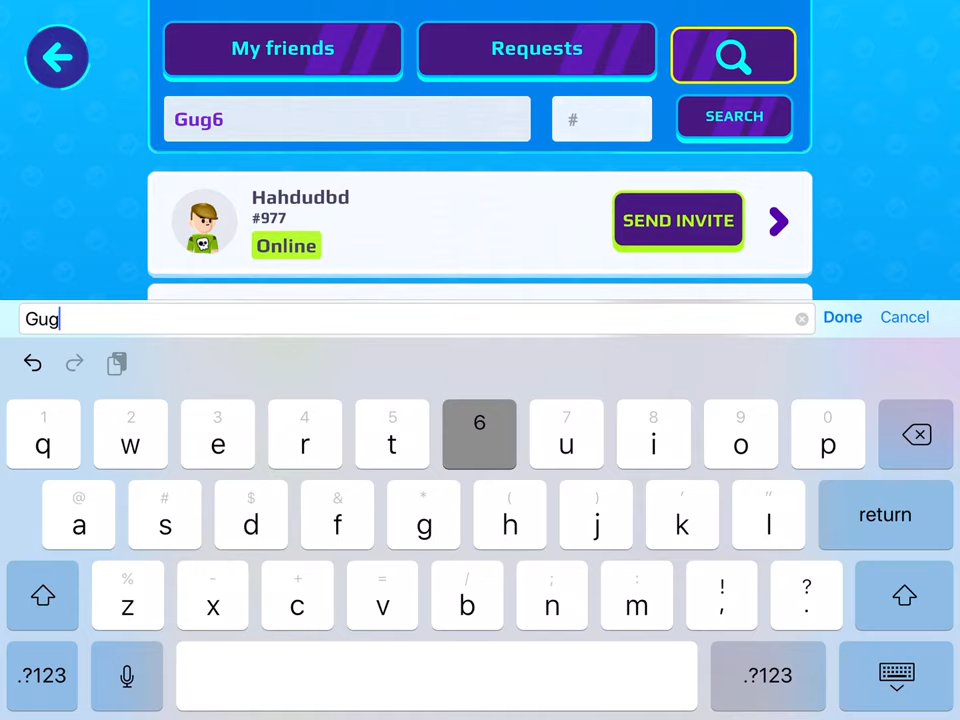 My friends
Requests
Gug6
#
SEARCH
Hahdudbd
#977
Online
SEND INVITE
Gug
Done
Cancel
1 2 3 4 5 6 7 8 9 0
q w e r t u i o p
@ # $ & * ( ) ' "
a s d f g h j k l
return
% - + = / ; : ! ?
z x c v b n m , .
.?123
.?123